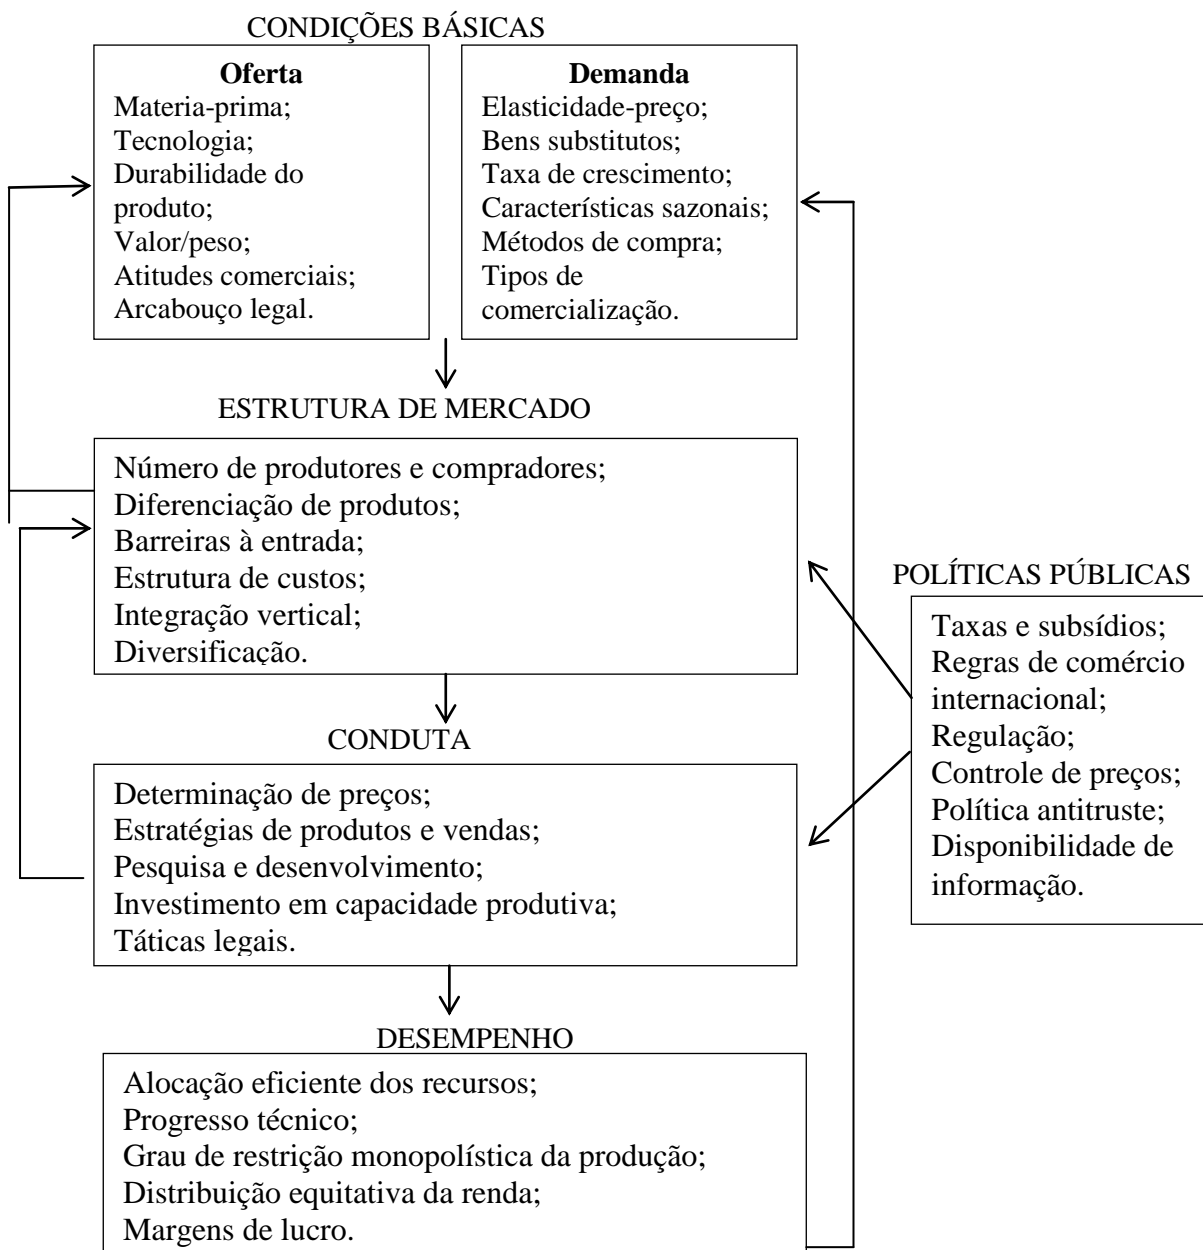 CONDIÇÕES BÁSICAS
Oferta
Materia-prima;
Tecnologia;
Durabilidade do
produto;
Valor/peso;
Atitudes comerciais;
Arcabouço legal.
Demanda
Elasticidade-preço;
Bens substitutos;
Taxa de crescimento;
Características sazonais;
Métodos de compra;
Tipos de
comercialização.
ESTRUTURA DE MERCADO
Número de produtores e compradores;
Diferenciação de produtos;
Barreiras à entrada;
Estrutura de custos;
Integração vertical;
Diversificação.
POLÍTICAS PÚBLICAS
Taxas e subsídios;
Regras de comércio
internacional;
Regulação;
Controle de preços;
Política antitruste;
Disponibilidade de
informação.
CONDUTA
Determinação de preços;
Estratégias de produtos e vendas;
Pesquisa e desenvolvimento;
Investimento em capacidade produtiva;
Táticas legais.
DESEMPENHO
Alocação eficiente dos recursos;
Progresso técnico;
Grau de restrição monopolística da produção;
Distribuição equitativa da renda;
Margens de lucro.